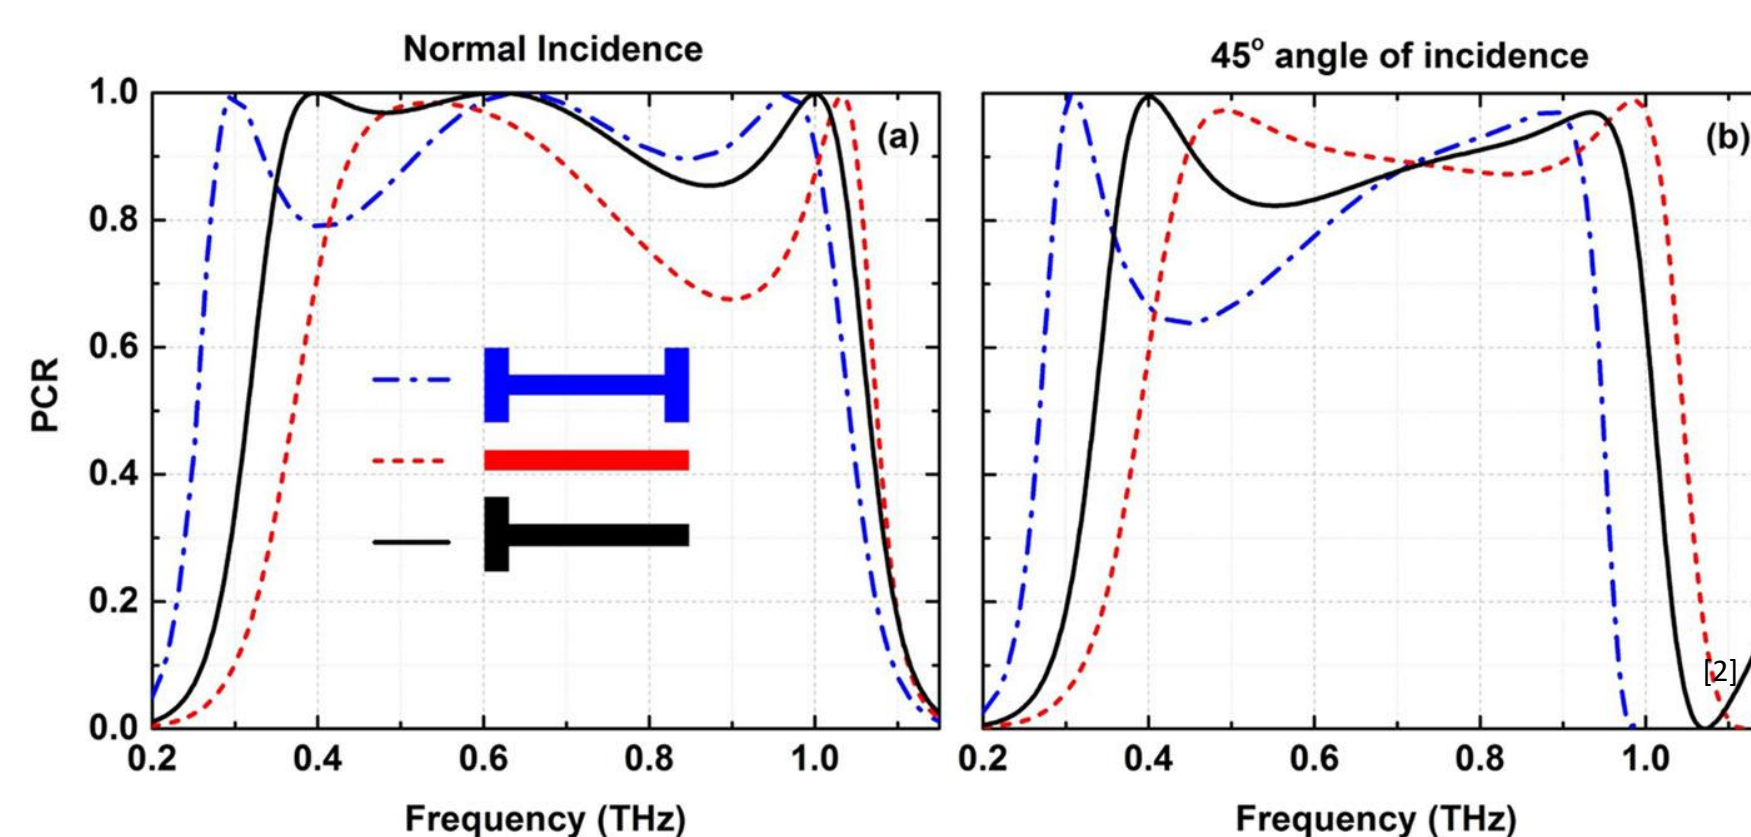 Normal Incidence
45° angle of incidence
PCR
1.0
0.8
0.6
0.4
0.2
0.0
(a)
(b)
[2]
0.2 0.4 0.6 0.8 1.0
0.2 0.4 0.6 0.8 1.0
Frequency (THz)
Frequency (THz)